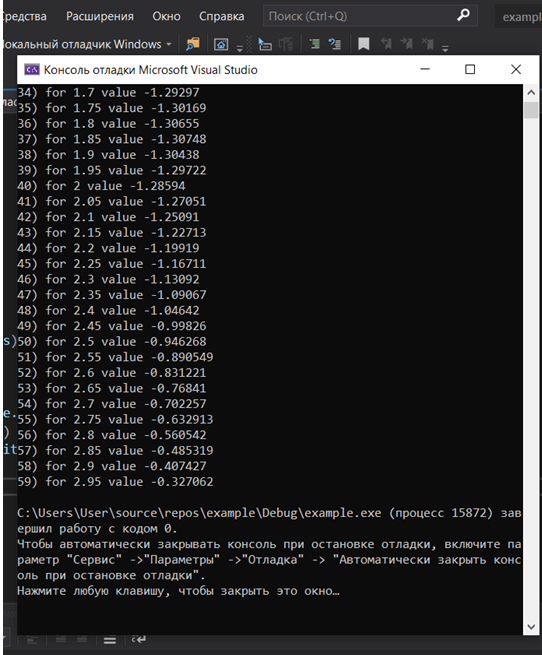 средства Расширения Окно Справка Поиск (Ctrl+Q) example
Локальный отладчик Windows
Консоль отладки Microsoft Visual Studio
34) for 1.7 value -1.29297
35) for 1.75 value -1.30169
36) for 1.8 value -1.30655
37) for 1.85 value -1.30748
38) for 1.9 value -1.30438
39) for 1.95 value -1.29722
40) for 2 value -1.28594
41) for 2.05 value -1.27051
42) for 2.1 value -1.25091
43) for 2.15 value -1.22713
44) for 2.2 value -1.19919
45) for 2.25 value -1.16711
46) for 2.3 value -1.13092
47) for 2.35 value -1.09067
48) for 2.4 value -1.04642
49) for 2.45 value -0.99826
50) for 2.5 value -0.946268
51) for 2.55 value -0.890549
52) for 2.6 value -0.831221
53) for 2.65 value -0.76841
54) for 2.7 value -0.702257
55) for 2.75 value -0.632913
56) for 2.8 value -0.560542
57) for 2.85 value -0.485319
58) for 2.9 value -0.407427
59) for 2.95 value -0.327062
C:\Users\User\source\repos\example\Debug\example.exe (процесс 15872) зав
ершил работу с кодом 0.
Чтобы автоматически закрывать консоль при остановке отладки, включите па
раметр "Сервис" ->"Параметры" ->"Отладка" -> "Автоматически закрыть конс
оль при остановке отладки".
Нажмите любую клавишу, чтобы закрыть это окно…